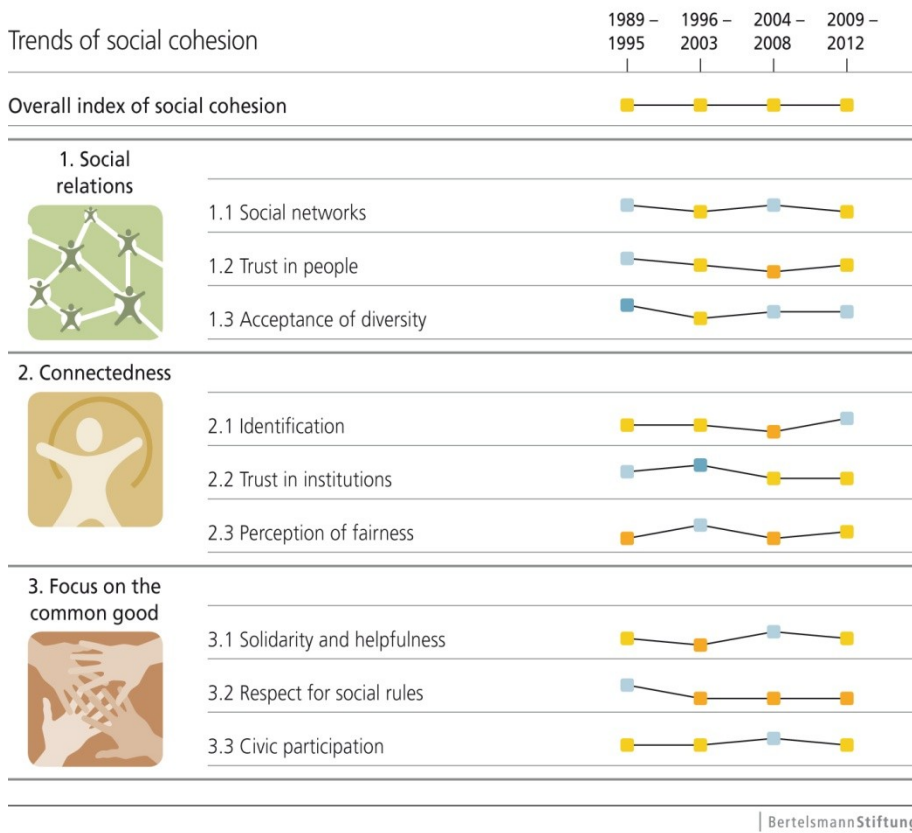 Trends of social cohesion
1989 –
1995
1996 –
2003
2004 –
2008
2009 –
2012
Overall index of social cohesion
1. Social
relations
1.1 Social networks
1.2 Trust in people
1.3 Acceptance of diversity
2. Connectedness
2.1 Identification
2.2 Trust in institutions
2.3 Perception of fairness
3. Focus on the
common good
3.1 Solidarity and helpfulness
3.2 Respect for social rules
3.3 Civic participation
BertelsmannStiftung